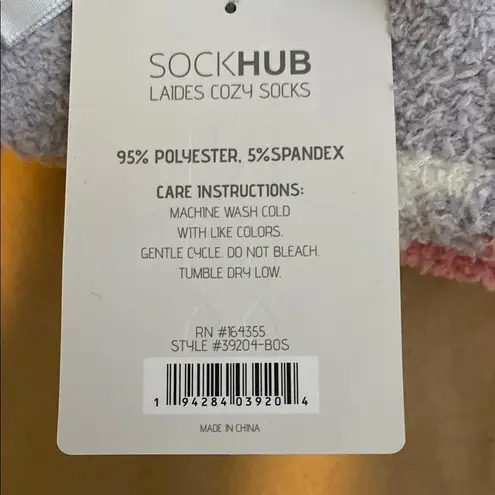 SOCKHUB
LAIDES COZY SOCKS
95% POLYESTER, 5%SPANDEX
CARE INSTRUCTIONS:
MACHINE WASH COLD
WITH LIKE COLORS.
GENTLE CYCLE. DO NOT BLEACH.
TUMBLE DRY LOW.
RN #164355
STYLE #39204-BOS
1 94284 03920 4
MADE IN CHINA